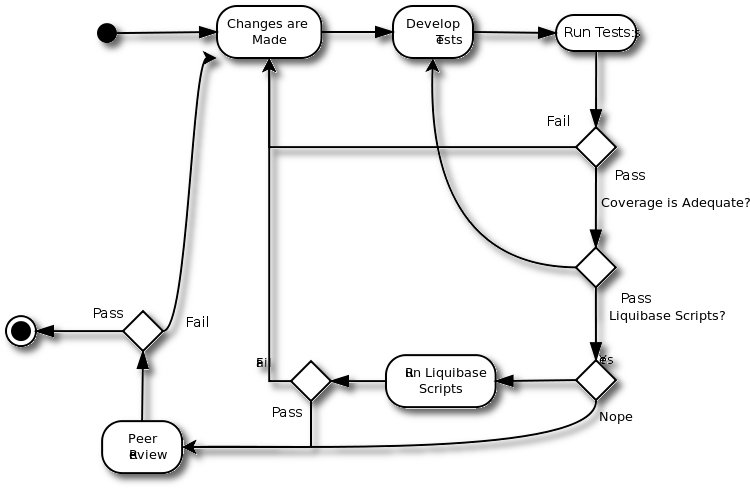 Changes are
Made
Develop
Tests
Run Tests:s
Fail
Pass
Coverage is Adequate?
Pass
Liquibase Scripts?
Yes
Nope
Run Liquibase
Scripts
Fail
Pass
Pass
Fail
Peer
Review